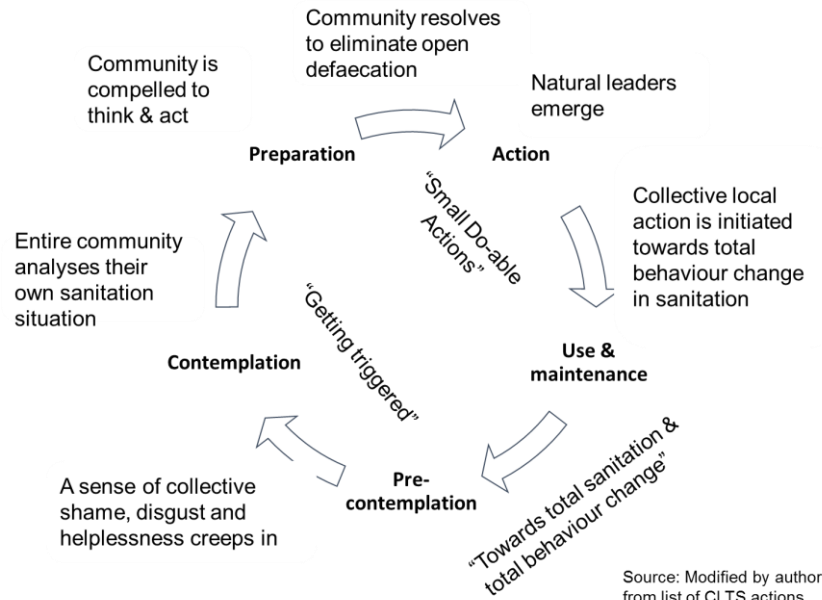 Community resolves
to eliminate open
defaecation
Community is
compelled to
think & act
Natural leaders
emerge
Preparation
Action
"Small Do-able
Actions"
Collective local
action is initiated
towards total
behaviour change
in sanitation
Entire community
analyses their
own sanitation
situation
"Getting triggered"
Contemplation
Use &
maintenance
Pre-
contemplation
A sense of collective
shame, disgust and
helplessness creeps in
"Towards total sanitation &
total behaviour change"
Source: Modified by author
from list of CLTS actions